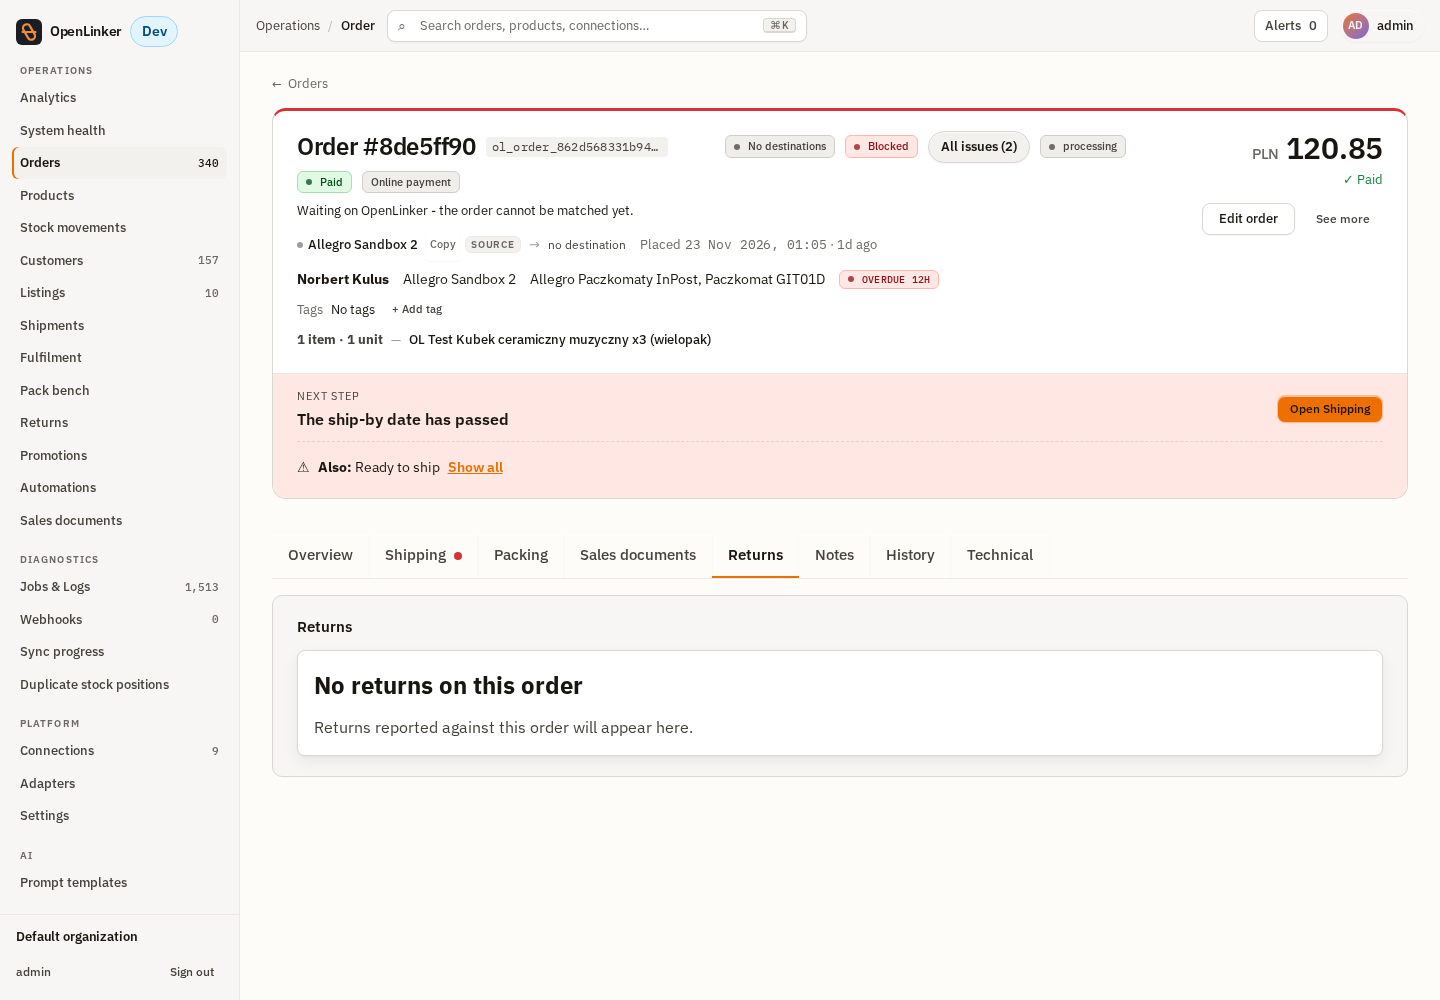 OpenLinker Dev
OPERATIONS
Analytics
System health
Orders 340
Products
Stock movements
Customers 157
Listings 10
Shipments
Fulfilment
Pack bench
Returns
Promotions
Automations
Sales documents
DIAGNOSTICS
Jobs & Logs 1,513
Webhooks 0
Sync progress
Duplicate stock positions
PLATFORM
Connections 9
Adapters
Settings
AI
Prompt templates
Default organization
admin Sign out
Operations / Order
Search orders, products, connections... ⌘K
Alerts 0
AD admin
← Orders
Order #8de5ff90 ol_order_862d568331b94…
No destinations Blocked All issues (2) processing
PLN 120.85
✓ Paid
Paid Online payment
Waiting on OpenLinker - the order cannot be matched yet.
Edit order See more
Allegro Sandbox 2 Copy SOURCE → no destination Placed 23 Nov 2026, 01:05 · 1d ago
Norbert Kulus Allegro Sandbox 2 Allegro Paczkomaty InPost, Paczkomat GIT01D OVERDUE 12H
Tags No tags + Add tag
1 item · 1 unit — OL Test Kubek ceramiczny muzyczny x3 (wielopak)
NEXT STEP
The ship-by date has passed
Open Shipping
⚠ Also: Ready to ship Show all
Overview Shipping Packing Sales documents Returns Notes History Technical
Returns
No returns on this order
Returns reported against this order will appear here.